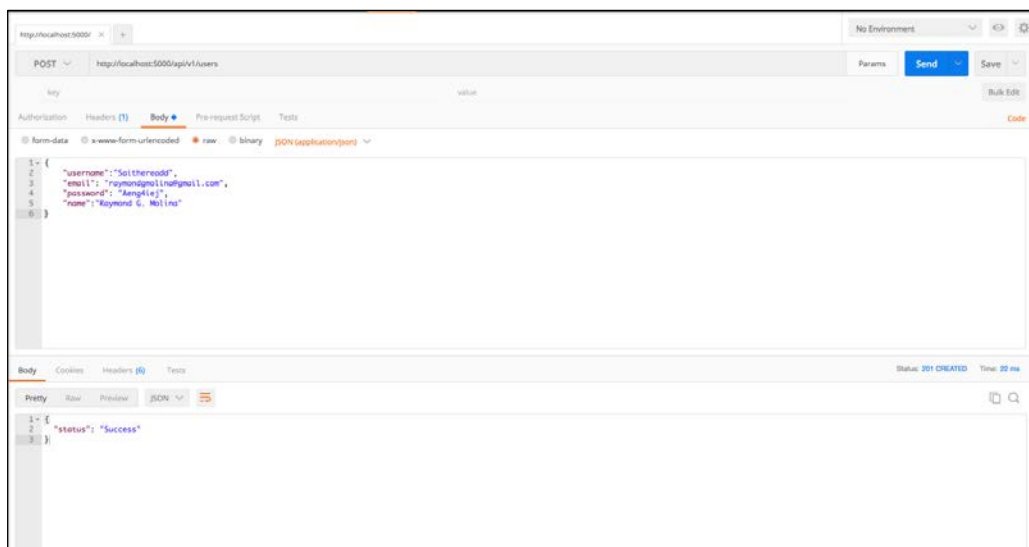 http://localhost:5000/ × +
No Environment
POST http://localhost:5000/api/v1/users Params Send Save
key value Bulk Edit
Authorization Headers (1) Body Pre-request Script Tests Code
form-data x-www-form-urlencoded raw binary JSON (application/json)
1 {
2 "username":"Saithereadd",
3 "email": "raymondgmolina@gmail.com",
4 "password": "Aeng4iej",
5 "name":"Raymond G. Molina"
6 }
Body Cookies Headers (6) Tests Status: 201 CREATED Time: 20 ms
Pretty Raw Preview JSON
1 {
2 "status": "Success"
3 }